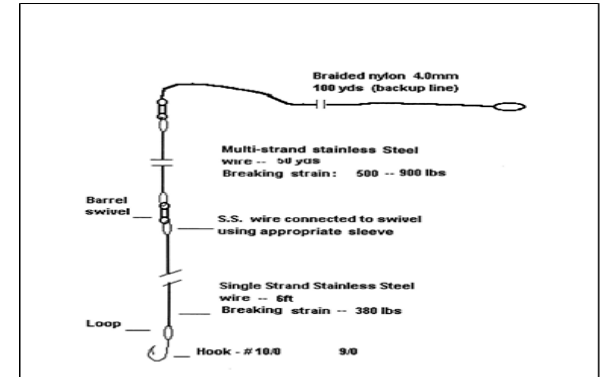 Braided nylon 4.0mm
100 yds (backup line)
Multi-strand stainless Steel
wire -- 50 yds
Breaking strain: 500 -- 900 lbs
Barrel
swivel
S.S. wire connected to swivel
using appropriate sleeve
Single Strand Stainless Steel
wire -- 6ft
Breaking strain -- 380 lbs
Loop
Hook - # 10/0 9/0